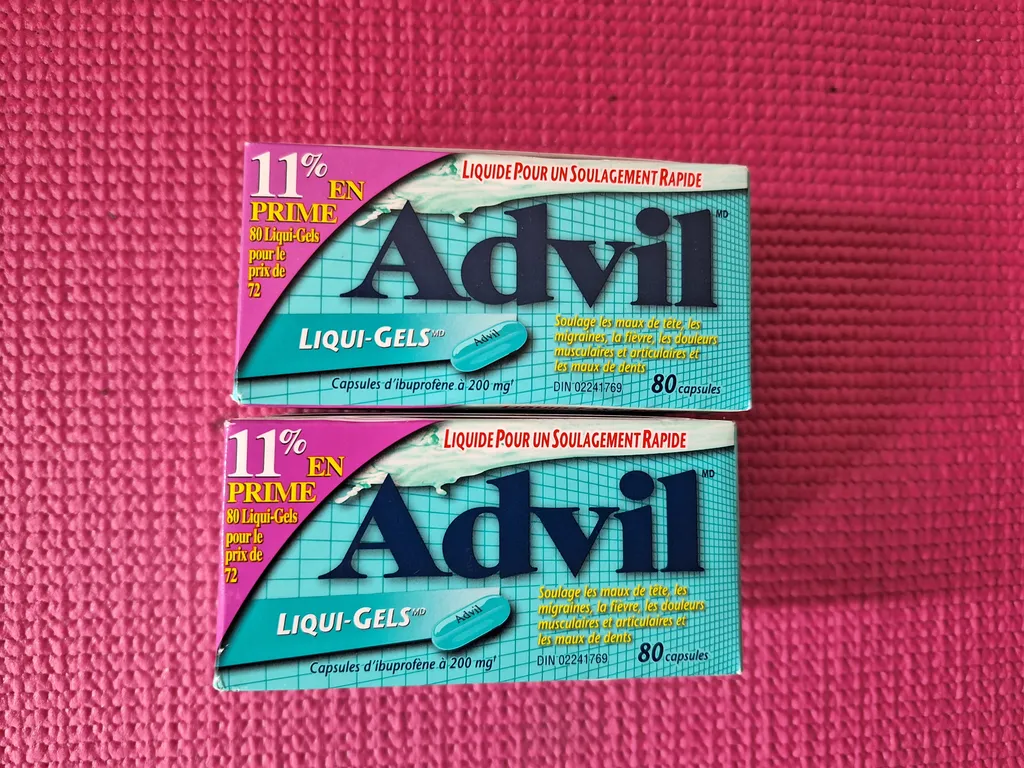 11% EN
PRIME
80 Liqui-Gels
pour le
prix de
72
LIQUIDE POUR UN SOULAGEMENT RAPIDE
Advil MD
LIQUI-GELS MD
Advil
Soulage les maux de tête, les
migraines, la fièvre, les douleurs
musculaires et articulaires et
les maux de dents
Capsules d'ibuprofène à 200 mg†
DIN 02241769
80 capsules
11% EN
PRIME
80 Liqui-Gels
pour le
prix de
72
LIQUIDE POUR UN SOULAGEMENT RAPIDE
Advil MD
LIQUI-GELS MD
Advil
Soulage les maux de tête, les
migraines, la fièvre, les douleurs
musculaires et articulaires et
les maux de dents
Capsules d'ibuprofène à 200 mg†
DIN 02241769
80 capsules